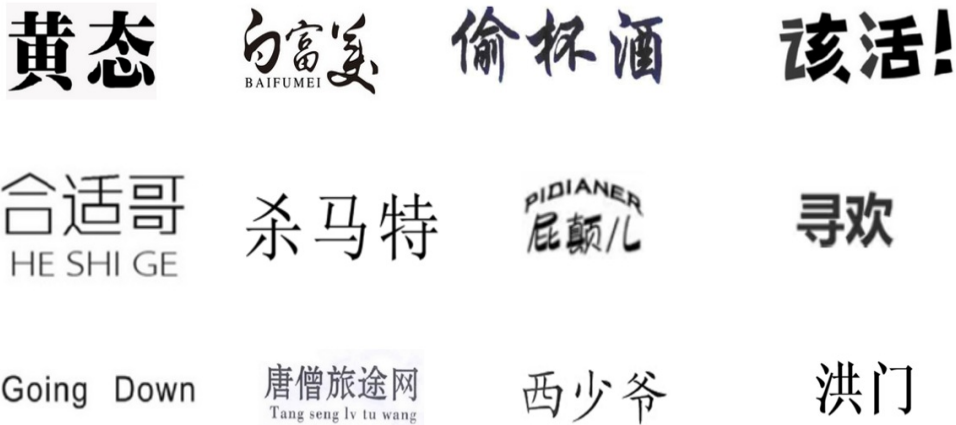 黄态
白富美
BAIFUMEI
偷杯酒
该活!
合适哥
HE SHI GE
杀马特
PIDIANER
屁颠儿
寻欢
Going Down
唐僧旅途网
Tang seng lv tu wang
西少爷
洪门